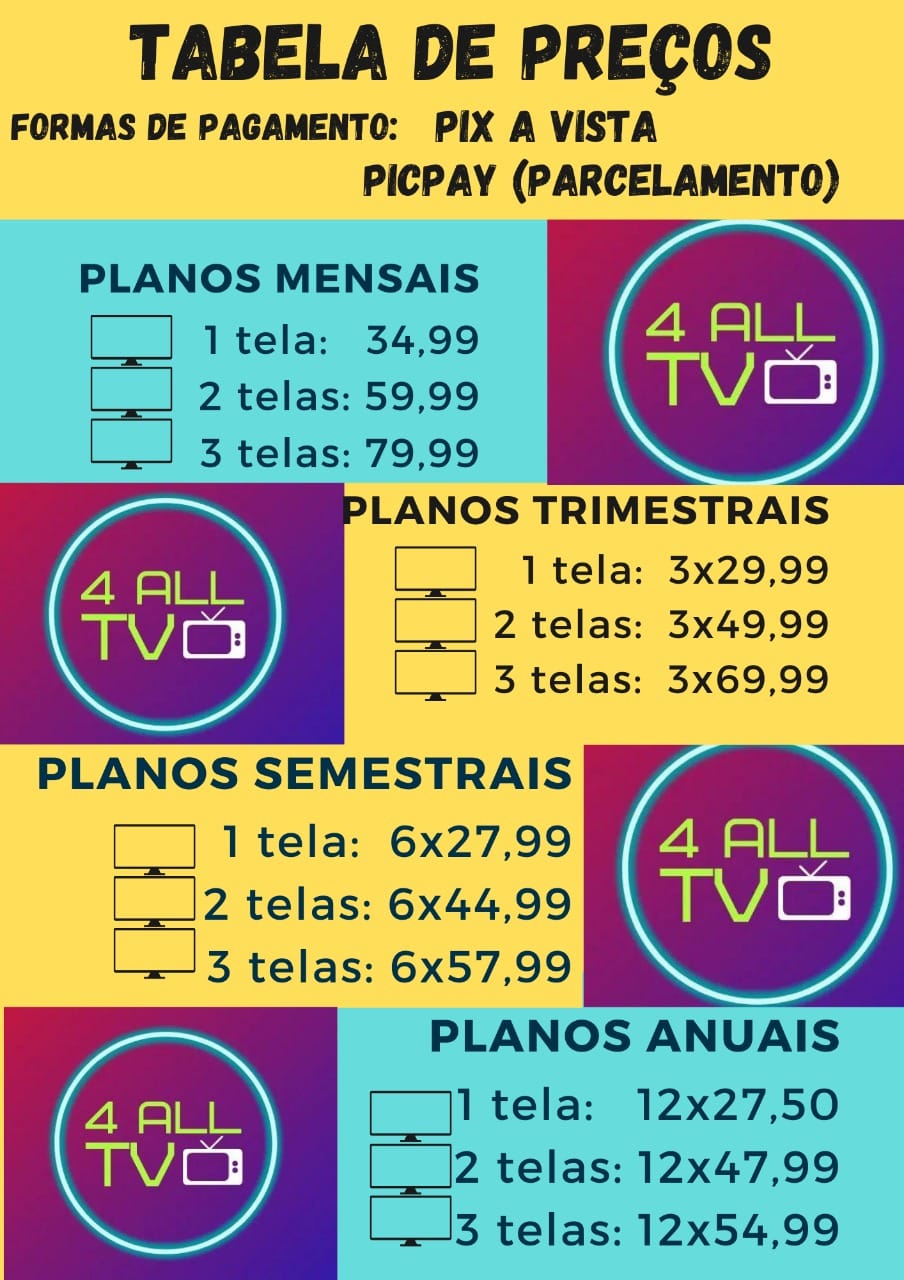 TABELA DE PREÇOS
FORMAS DE PAGAMENTO: PIX A VISTA
PICPAY (PARCELAMENTO)
PLANOS MENSAIS
1 tela: 34,99
2 telas: 59,99
3 telas: 79,99
4 ALL
TV
4 ALL
TV
PLANOS TRIMESTRAIS
1 tela: 3x29,99
2 telas: 3x49,99
3 telas: 3x69,99
PLANOS SEMESTRAIS
1 tela: 6x27,99
2 telas: 6x44,99
3 telas: 6x57,99
4 ALL
TV
4 ALL
TV
PLANOS ANUAIS
1 tela: 12x27,50
2 telas: 12x47,99
3 telas: 12x54,99